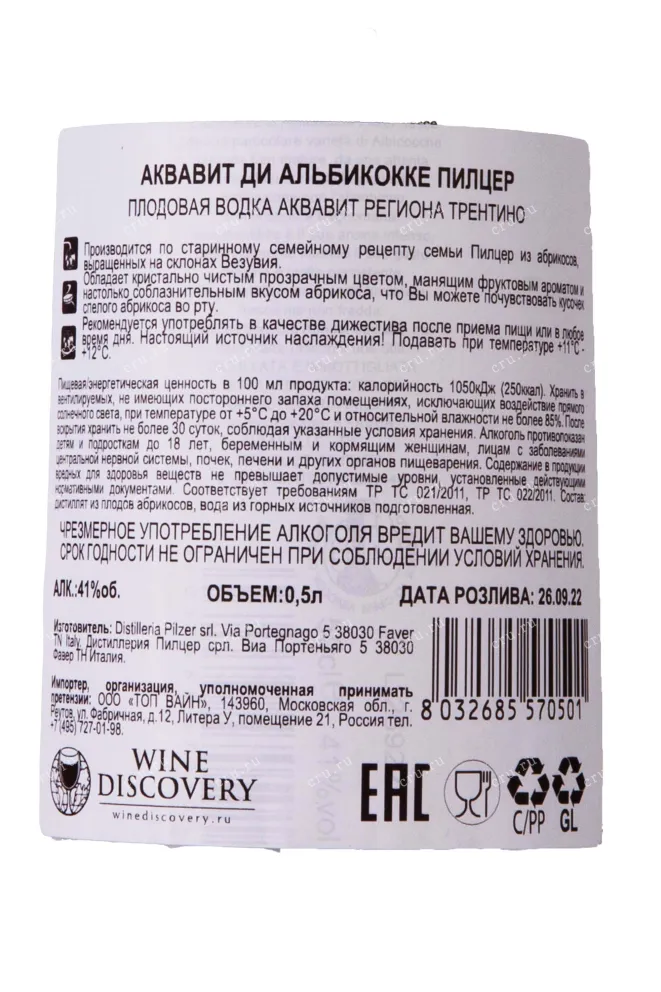 АКВАВИТ ДИ АЛЬБИКОККЕ ПИЛЦЕР
ПЛОДОВАЯ ВОДКА АКВАВИТ РЕГИОНА ТРЕНТИНО
Производится по старинному семейному рецепту семьи Пилцер из абрикосов,
выращенных на склонах Везувия.
Обладает кристально чистым прозрачным цветом, манящим фруктовым ароматом и
настолько соблазнительным вкусом абрикоса, что Вы можете почувствовать кусочек
спелого абрикоса во рту.
Рекомендуется употреблять в качестве дижестива после приема пищи или в любое
время дня. Настоящий источник наслаждения! Подавать при температуре +11°C -
+12°C.
Пищевая/энергетическая ценность в 100 мл продукта: калорийность 1050кДж (250ккал). Хранить в
вентилируемых, не имеющих постороннего запаха помещениях, исключающих воздействие прямого
солнечного света, при температуре от +5°С до +20°С и относительной влажности не более 85%. После
вскрытия хранить не более 30 суток, соблюдая указанные условия хранения. Алкоголь противопоказан
детям и подросткам до 18 лет, беременным и кормящим женщинам, лицам с заболеваниями
центральной нервной системы, почек, печени и других органов пищеварения. Содержание в продукции
вредных для здоровья веществ не превышает допустимые уровни, установленные действующими
нормативными документами. Соответствует требованиям ТР ТС 021/2011, ТР ТС 022/2011. Состав:
дистиллят из плодов абрикосов, вода из горных источников подготовленная.
ЧРЕЗМЕРНОЕ УПОТРЕБЛЕНИЕ АЛКОГОЛЯ ВРЕДИТ ВАШЕМУ ЗДОРОВЬЮ.
СРОК ГОДНОСТИ НЕ ОГРАНИЧЕН ПРИ СОБЛЮДЕНИИ УСЛОВИЙ ХРАНЕНИЯ.
АЛК.:41%об. ОБЪЕМ:0,5л ДАТА РОЗЛИВА: 26.09.22
Изготовитель: Distilleria Pilzer srl. Via Portegnago 5 38030 Faver
TN Italy. Дистиллерия Пилцер срл. Виа Портеньяго 5 38030
Фавер ТН Италия.
Импортер, организация, уполномоченная принимать
претензии: ООО «ТОП ВАЙН», 143960, Московская обл., г.
Реутов, ул. Фабричная, д.12, Литера У, помещение 21, Россия тел.
+7 (495) 727-01-98.
8 032685 570501
WINE
DISCOVERY
winediscovery.ru
EAC
C/PP
GL